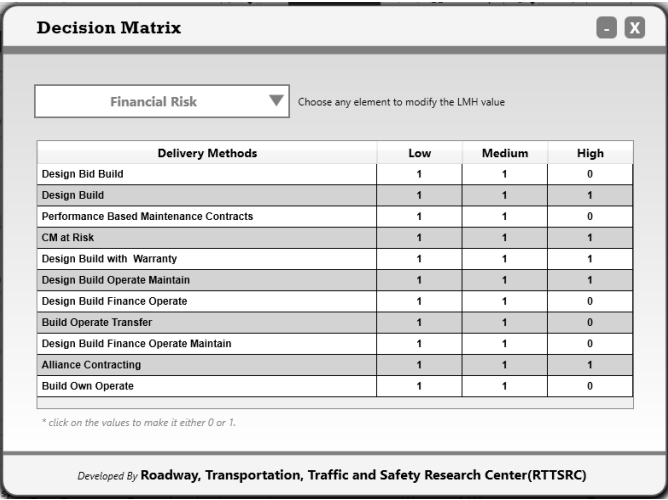 Decision Matrix
- X
Financial Risk Choose any element to modify the LMH value
Delivery Methods Low Medium High
Design Bid Build 1 1 0
Design Build 1 1 1
Performance Based Maintenance Contracts 1 1 0
CM at Risk 1 1 1
Design Build with Warranty 1 1 1
Design Build Operate Maintain 1 1 1
Design Build Finance Operate 1 1 0
Build Operate Transfer 1 1 0
Design Build Finance Operate Maintain 1 1 0
Alliance Contracting 1 1 1
Build Own Operate 1 1 0
* click on the values to make it either 0 or 1.
Developed By Roadway, Transportation, Traffic and Safety Research Center(RTTSRC)